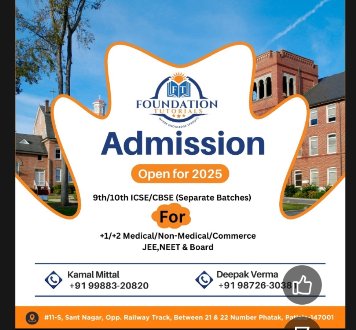 FOUNDATION
TUTORIALS
Admission
Open for 2025
9th/10th ICSE/CBSE (Separate Batches)
For
+1/+2 Medical/Non-Medical/Commerce
JEE,NEET & Board
Kamal Mittal
+91 99883-20820
Deepak Verma
+91 98726-3038
#11-S, Sant Nagar, Opp. Railway Track, Between 21 & 22 Number Phatak, 147001